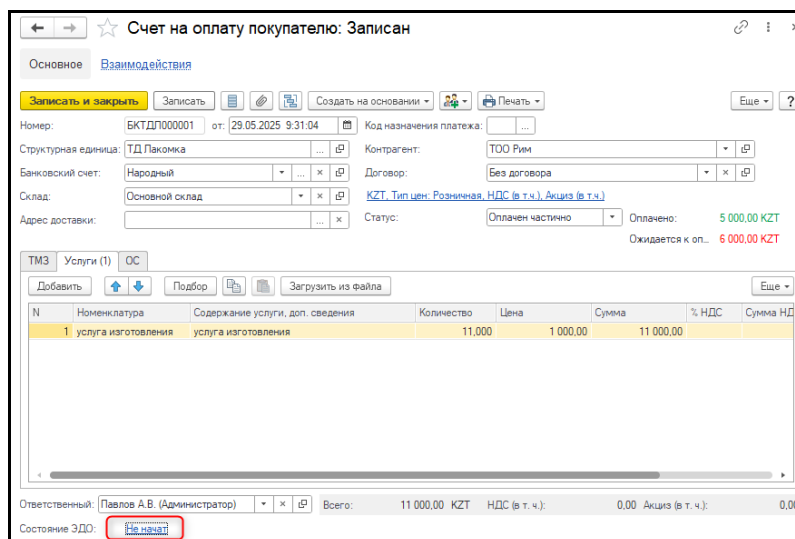 Счет на оплату покупателю: Записан
Основное Взаимодействия
Записать и закрыть Записать Создать на основании Печать Еще ?
Номер: БКТДЛ000001 от: 29.05.2025 9:31:04 Код назначения платежа: ...
Структурная единица: ТД Лакомка ... Контрагент: ТОО Рим
Банковский счет: Народный ... × Договор: Без договора ×
Склад: Основной склад × KZT, Тип цен: Розничная, НДС (в т.ч.), Акциз (в т.ч.)
Адрес доставки: ... × Статус: Оплачен частично Оплачено: 5 000,00 KZT
Ожидается к оп... 6 000,00 KZT
ТМЗ Услуги (1) ОС
Добавить Подбор Загрузить из файла Еще
N Номенклатура Содержание услуги, доп. сведения Количество Цена Сумма % НДС Сумма НД
1 услуга изготовления услуга изготовления 11,000 1 000,00 11 000,00
Ответственный: Павлов А.В. (Администратор) × Всего: 11 000,00 KZT НДС (в т. ч.): 0,00 Акциз (в т. ч.): 0,00
Состояние ЭДО: Не начат